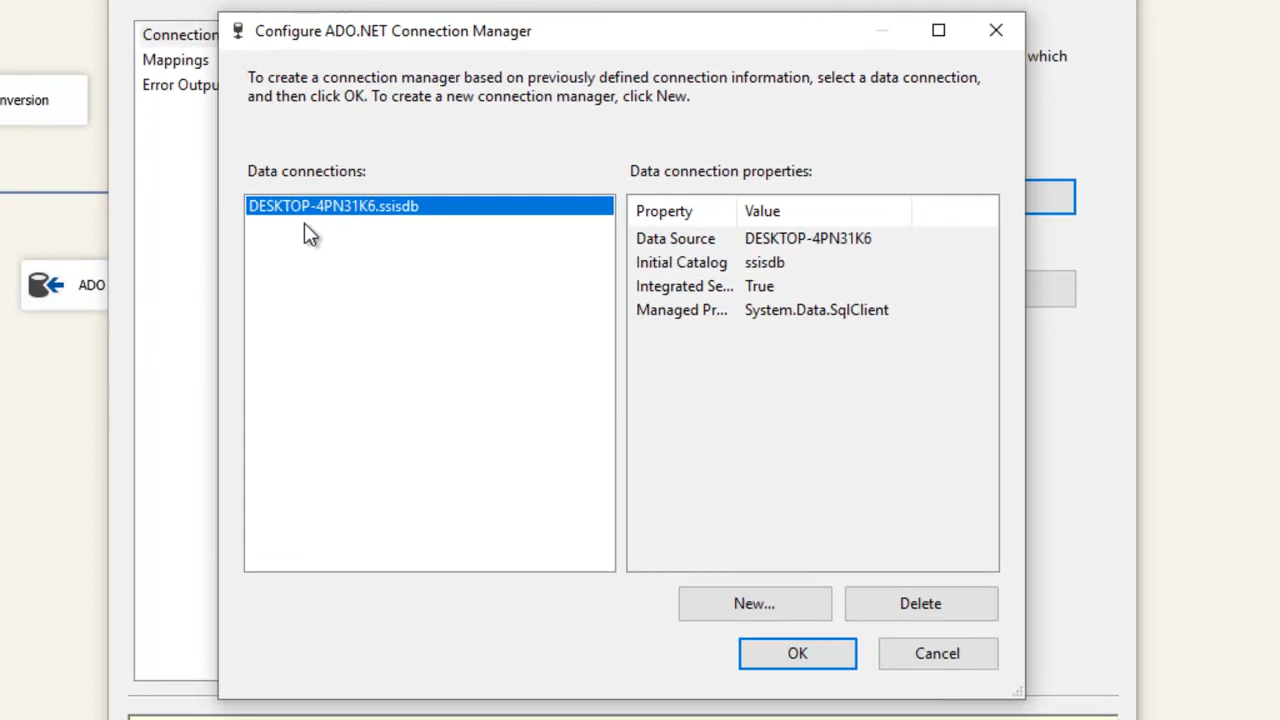 Configure ADO.NET Connection Manager
Connection
Mappings
Error Outpu
which
nversion
ADO
To create a connection manager based on previously defined connection information, select a data connection,
and then click OK. To create a new connection manager, click New.
Data connections:
DESKTOP-4PN31K6.ssisdb
Data connection properties:
Property Value
Data Source DESKTOP-4PN31K6
Initial Catalog ssisdb
Integrated Se... True
Managed Pr... System.Data.SqlClient
New... Delete
OK Cancel